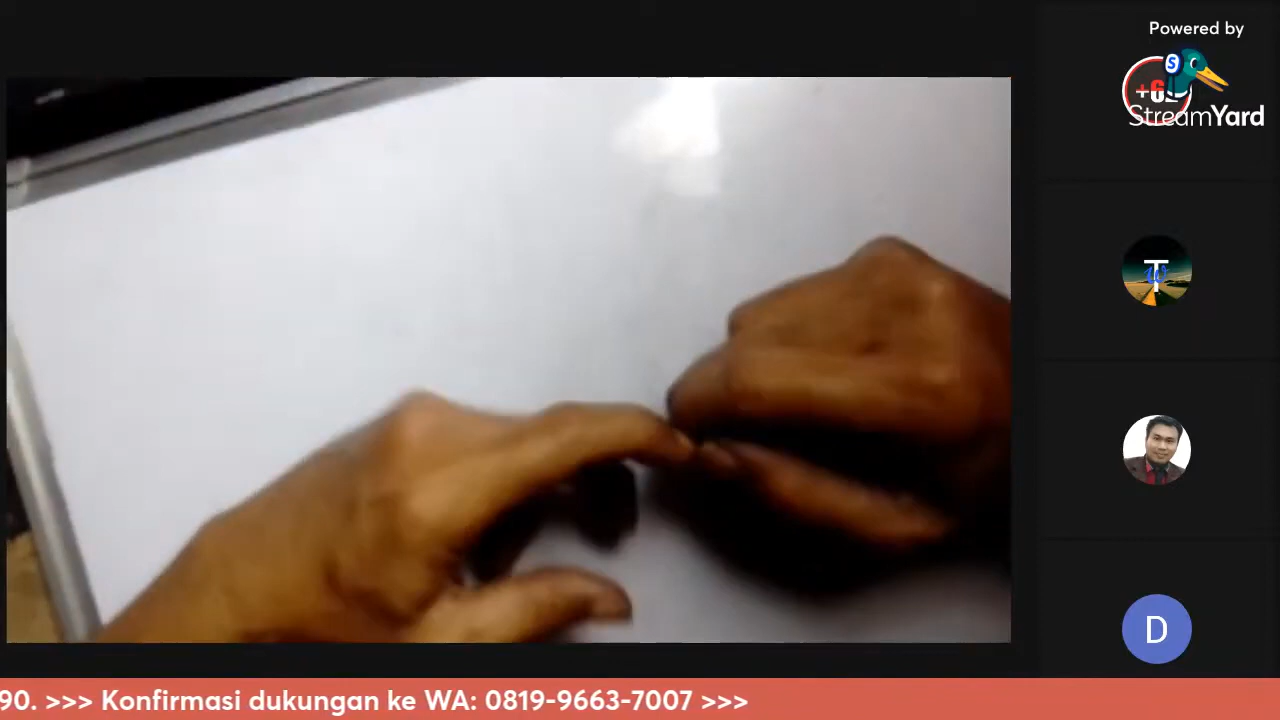 Powered by
StreamYard
S
T
D
90. >>> Konfirmasi dukungan ke WA: 0819-9663-7007 >>>